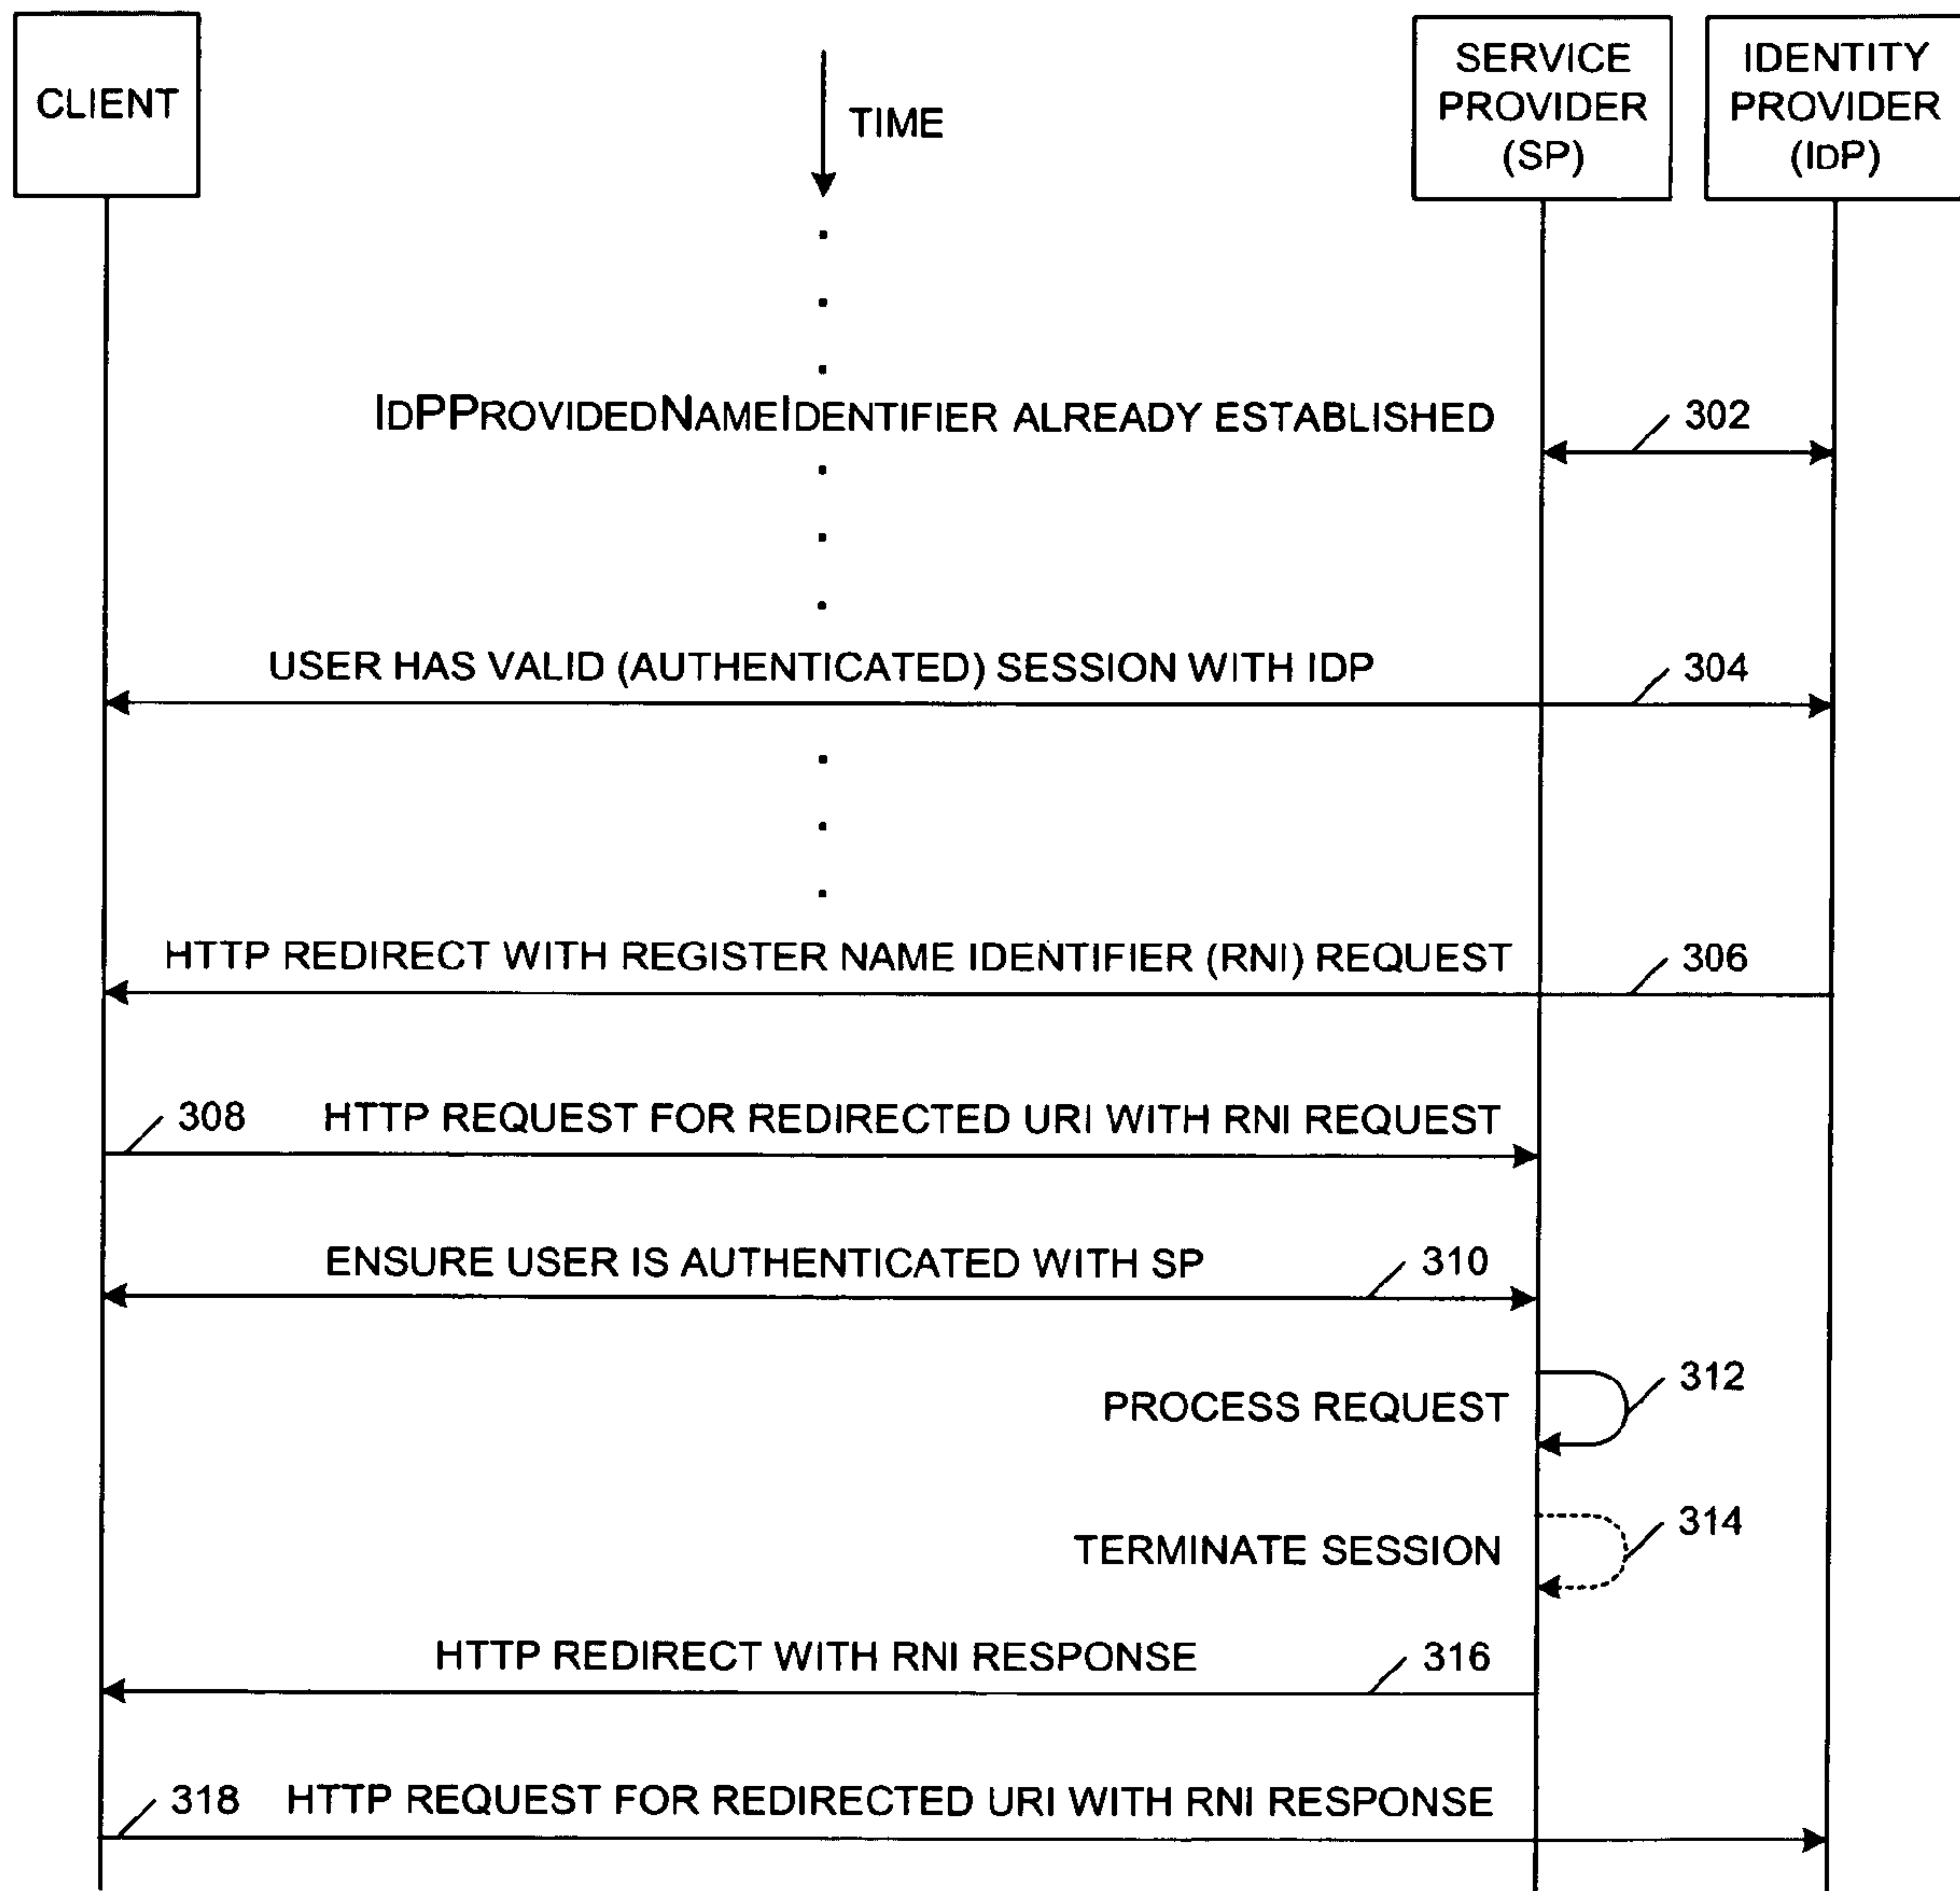 CLIENT
TIME
SERVICE
PROVIDER
(SP)
IDENTITY
PROVIDER
(IDP)
IDPPROVIDEDNAMEIDENTIFIER ALREADY ESTABLISHED
302
USER HAS VALID (AUTHENTICATED) SESSION WITH IDP
304
HTTP REDIRECT WITH REGISTER NAME IDENTIFIER (RNI) REQUEST
306
308
HTTP REQUEST FOR REDIRECTED URI WITH RNI REQUEST
ENSURE USER IS AUTHENTICATED WITH SP
310
PROCESS REQUEST
312
TERMINATE SESSION
314
HTTP REDIRECT WITH RNI RESPONSE
316
318
HTTP REQUEST FOR REDIRECTED URI WITH RNI RESPONSE